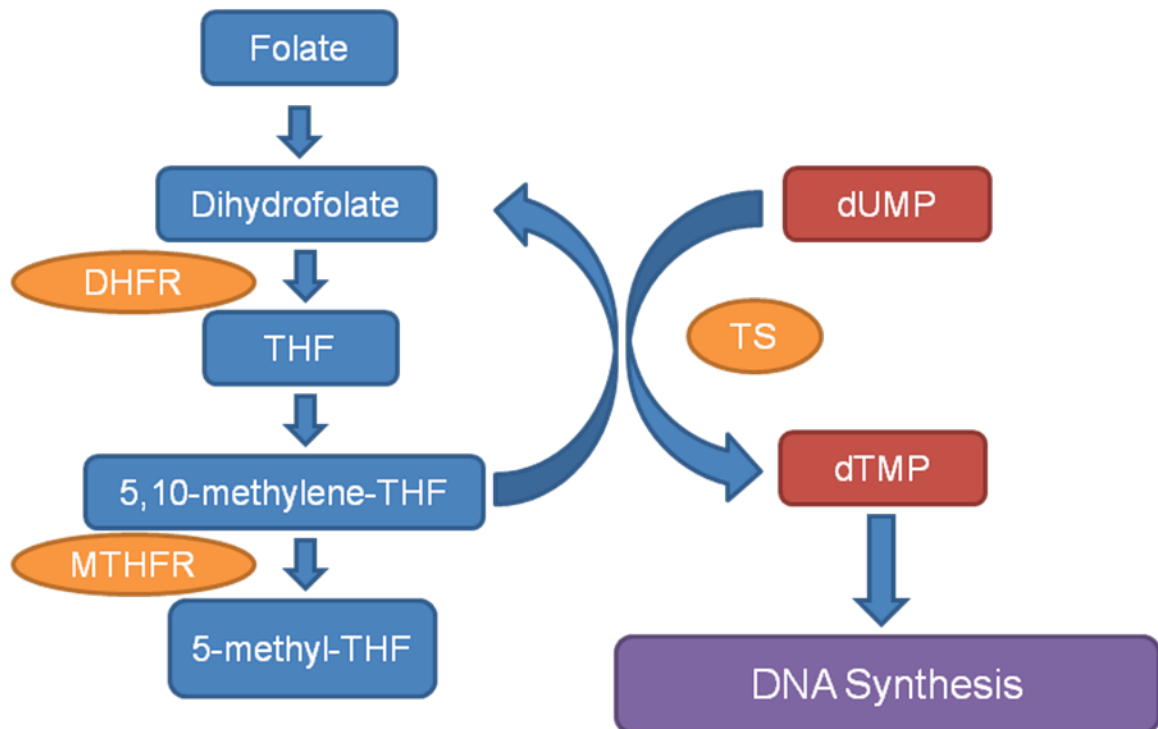 Folate
Dihydrofolate
dUMP
DHFR
THF
TS
5,10-methylene-THF
dTMP
MTHFR
5-methyl-THF
DNA Synthesis